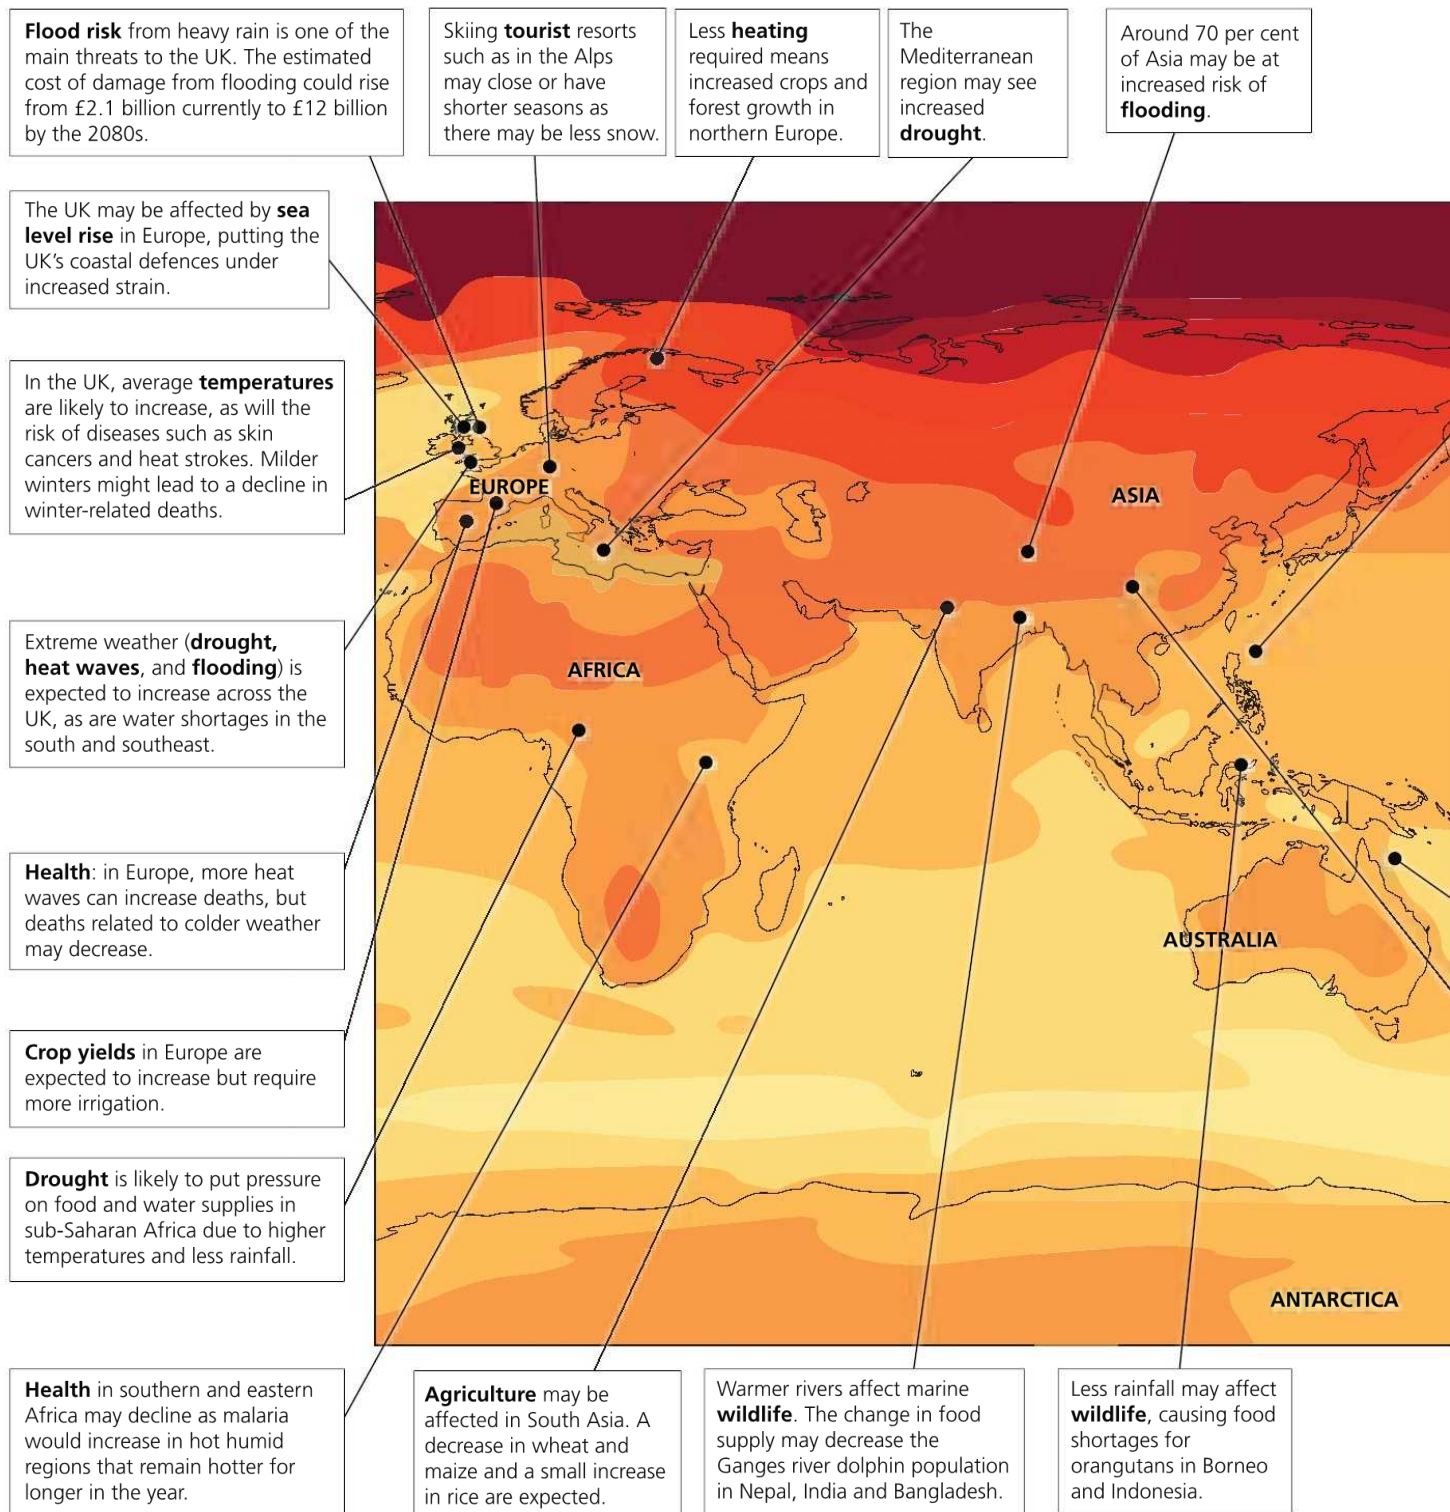 Flood risk from heavy rain is one of the
main threats to the UK. The estimated
cost of damage from flooding could rise
from £2.1 billion currently to £12 billion
by the 2080s.
Skiing tourist resorts
such as in the Alps
may close or have
shorter seasons as
there may be less snow.
Less heating
required means
increased crops and
forest growth in
northern Europe.
The
Mediterranean
region may see
increased
drought.
Around 70 per cent
of Asia may be at
increased risk of
flooding.
The UK may be affected by sea
level rise in Europe, putting the
UK's coastal defences under
increased strain.
In the UK, average temperatures
are likely to increase, as will the
risk of diseases such as skin
cancers and heat strokes. Milder
winters might lead to a decline in
winter-related deaths.
Extreme weather (drought,
heat waves, and flooding) is
expected to increase across the
UK, as are water shortages in the
south and southeast.
Health: in Europe, more heat
waves can increase deaths, but
deaths related to colder weather
may decrease.
Crop yields in Europe are
expected to increase but require
more irrigation.
Drought is likely to put pressure
on food and water supplies in
sub-Saharan Africa due to higher
temperatures and less rainfall.
Health in southern and eastern
Africa may decline as malaria
would increase in hot humid
regions that remain hotter for
longer in the year.
EUROPE
ASIA
AFRICA
AUSTRALIA
ANTARCTICA
Agriculture may be
affected in South Asia. A
decrease in wheat and
maize and a small increase
in rice are expected.
Warmer rivers affect marine
wildlife. The change in food
supply may decrease the
Ganges river dolphin population
in Nepal, India and Bangladesh.
Less rainfall may affect
wildlife, causing food
shortages for
orangutans in Borneo
and Indonesia.